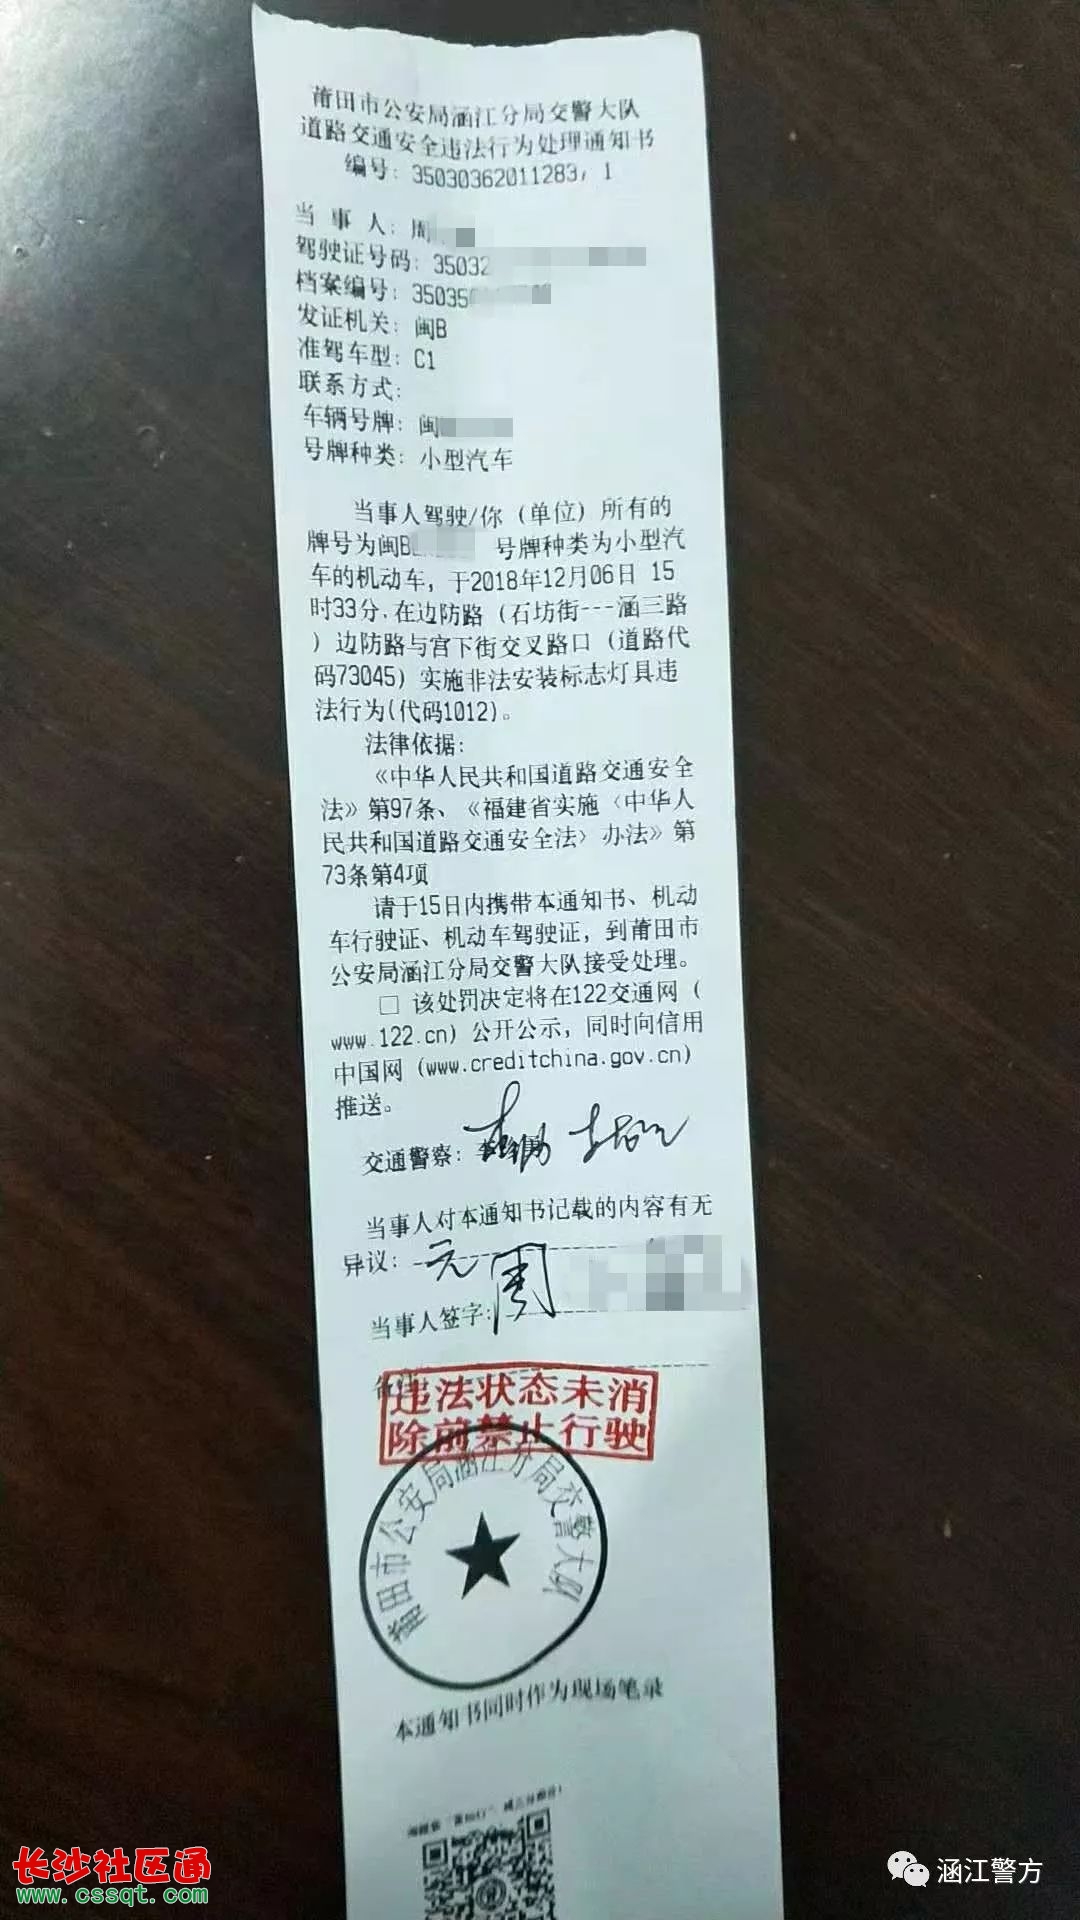 莆田市公安局涵江分局交警大队
道路交通安全违法行为处理通知书
编号：35030362011283，1
当 事 人：周
驾驶证号码：35032
档案编号：35035
发证机关：闽B
准驾车型：C1
联系方式：
车辆号牌：闽
号牌种类：小型汽车
当事人驾驶/你（单位）所有的
牌号为闽B 号牌种类为小型汽
车的机动车，于2018年12月06日 15
时33分，在边防路（石坊街---涵三路
）边防路与宫下街交叉路口（道路代
码73045）实施非法安装标志灯具违
法行为(代码1012)。
法律依据：
《中华人民共和国道路交通安全
法》第97条、《福建省实施〈中华人
民共和国道路交通安全法〉办法》第
73条第4项
请于15日内携带本通知书、机动
车行驶证、机动车驾驶证，到莆田市
公安局涵江分局交警大队接受处理。
□ 该处罚决定将在122交通网（
www.122.cn）公开公示，同时向信用
中国网（www.creditchina.gov.cn）
推送。
交通警察：李
当事人对本通知书记载的内容有无
异议：无
当事人签字：周
备注：
违法状态未消
除前禁止行驶
莆田市公安局涵江分局交警大队
本通知书同时作为现场笔录
长沙社区通
www.cssqt.com
涵江警方